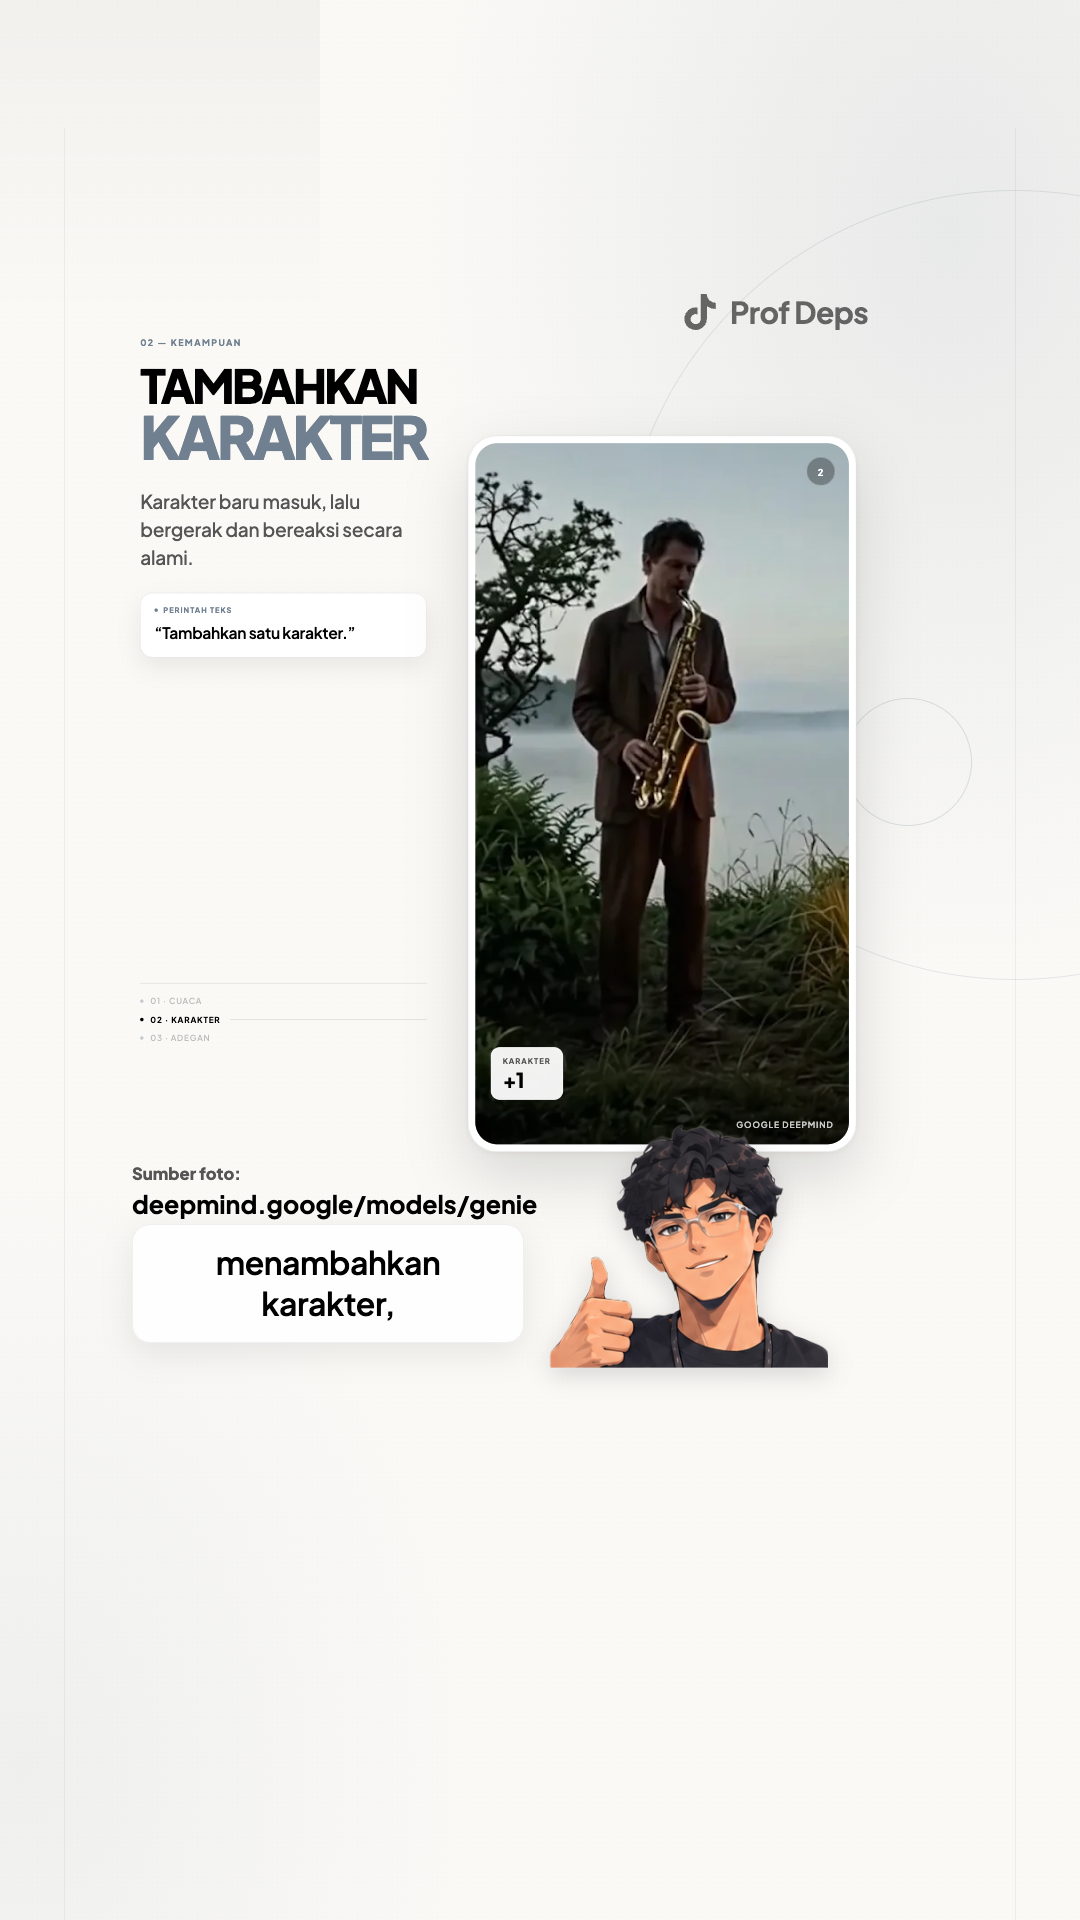 Prof Deps
02 — KEMAMPUAN
TAMBAHKAN
KARAKTER
Karakter baru masuk, lalu
bergerak dan bereaksi secara
alami.
• PERINTAH TEKS
“Tambahkan satu karakter.”
2
• 01 · CUACA
• 02 · KARAKTER
• 03 · ADEGAN
KARAKTER
+1
GOOGLE DEEPMIND
Sumber foto:
deepmind.google/models/genie
menambahkan
karakter,